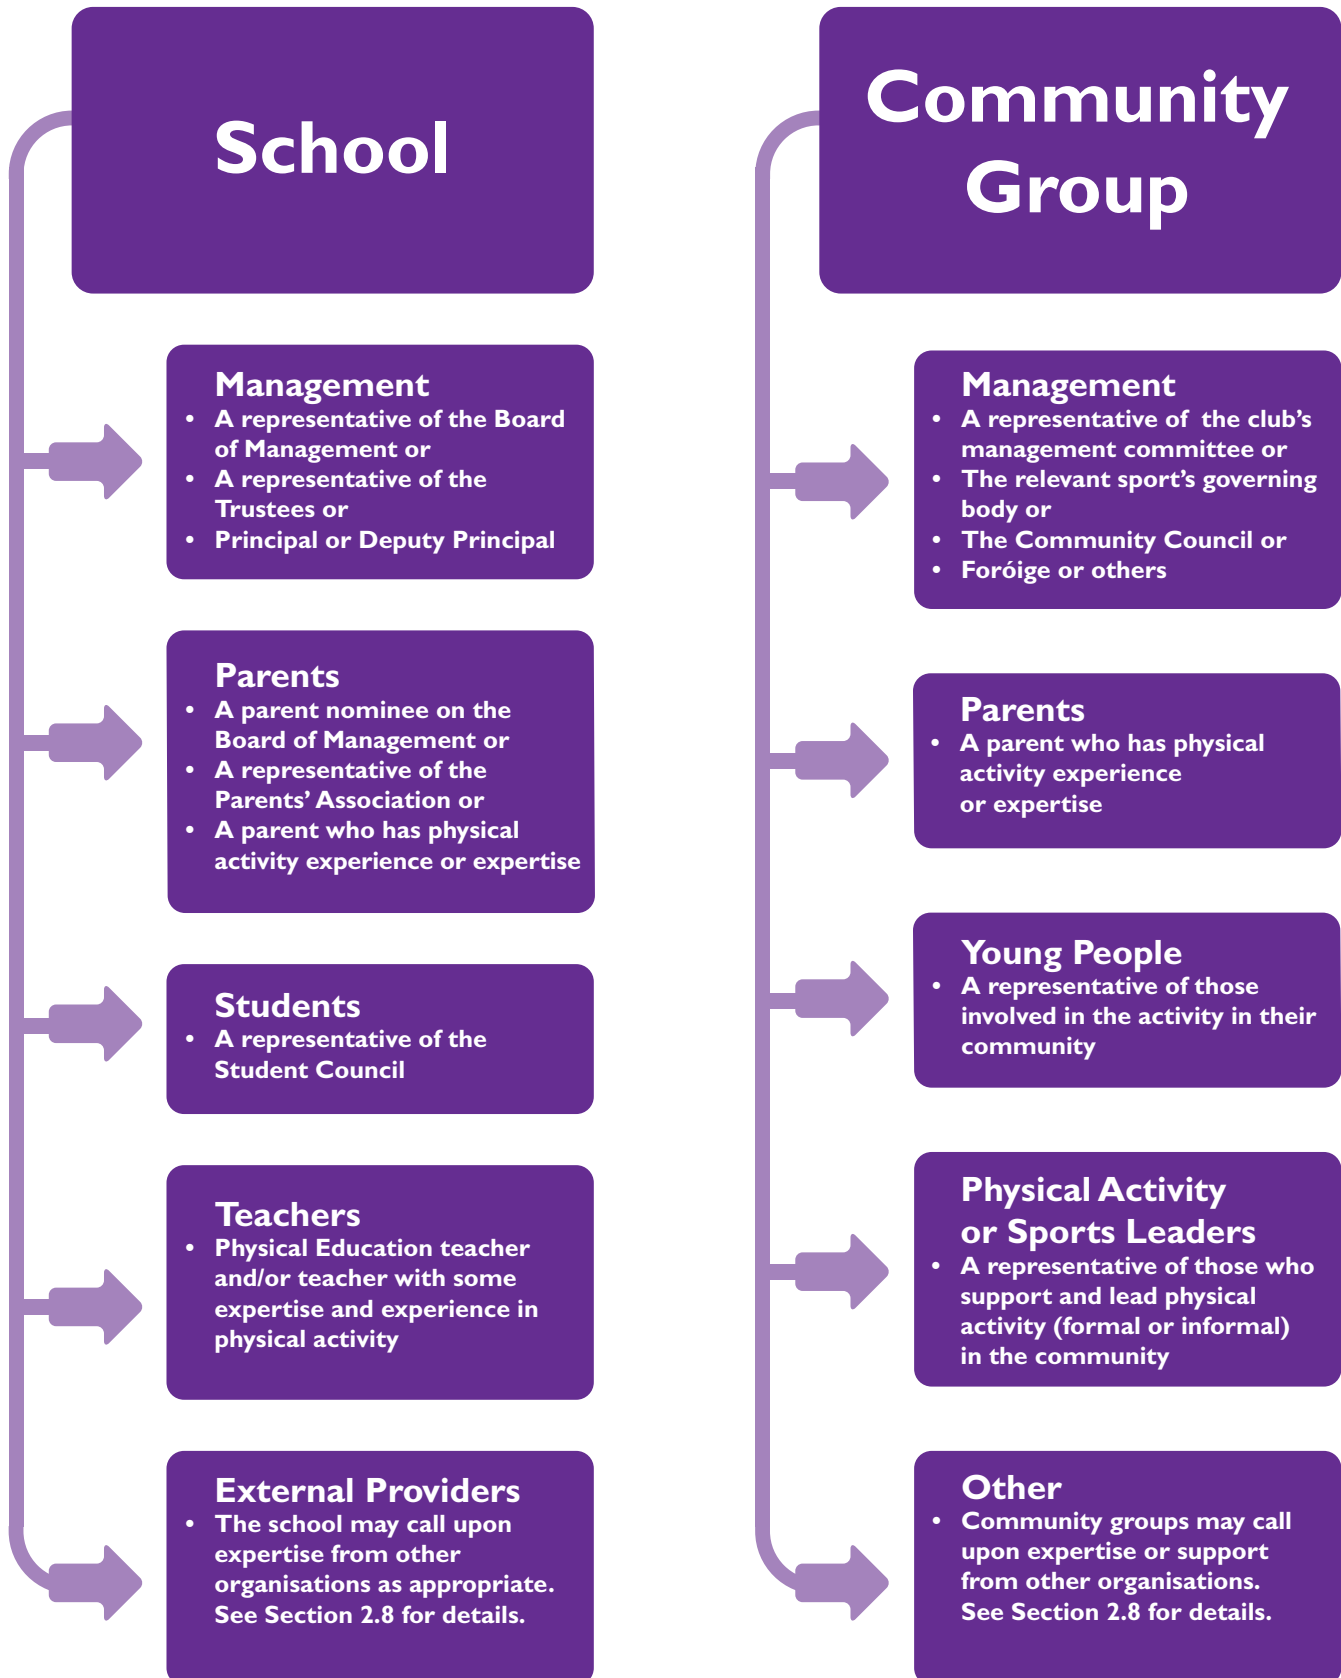 School
Management
• A representative of the Board
of Management or
• A representative of the
Trustees or
• Principal or Deputy Principal
Parents
• A parent nominee on the
Board of Management or
• A representative of the
Parents’ Association or
• A parent who has physical
activity experience or expertise
Students
• A representative of the
Student Council
Teachers
• Physical Education teacher
and/or teacher with some
expertise and experience in
physical activity
External Providers
• The school may call upon
expertise from other
organisations as appropriate.
See Section 2.8 for details.
Community
Group
Management
• A representative of the club’s
management committee or
• The relevant sport’s governing
body or
• The Community Council or
• Foróige or others
Parents
• A parent who has physical
activity experience
or expertise
Young People
• A representative of those
involved in the activity in their
community
Physical Activity
or Sports Leaders
• A representative of those who
support and lead physical
activity (formal or informal)
in the community
Other
• Community groups may call
upon expertise or support
from other organisations.
See Section 2.8 for details.